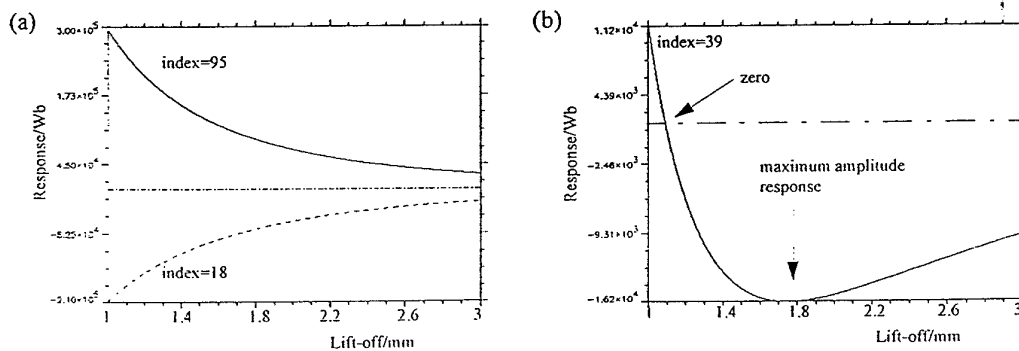 (a)
3.00×10⁵
1.73×10⁵
4.50×10⁴
-8.25×10⁴
-2.10×10⁵
Response/Wb
index=95
index=18
1 1.4 1.8 2.2 2.6 3
Lift-off/mm
(b)
1.12×10⁴
4.39×10³
-2.46×10³
-9.31×10³
-1.62×10⁴
Response/Wb
index=39
zero
maximum amplitude
response
1 1.4 1.8 2.2 2.6 3
Lift-off/mm